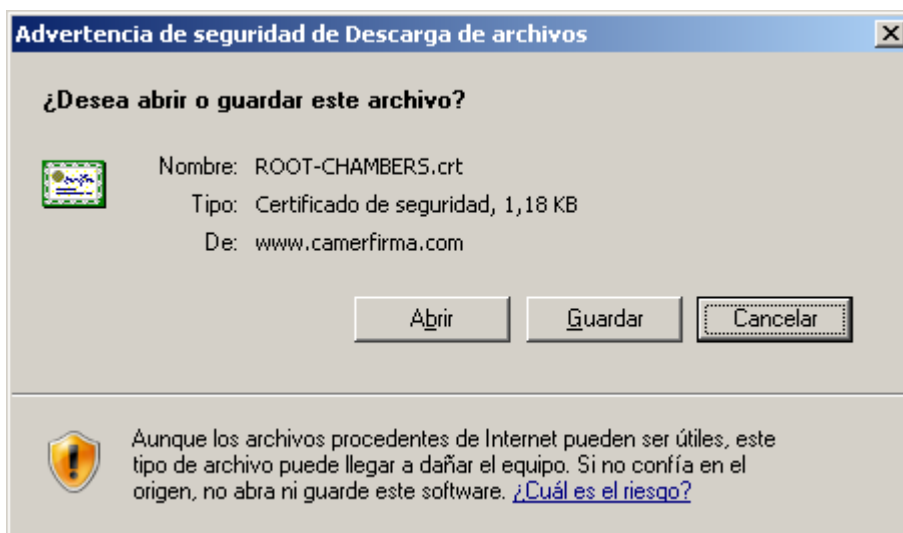 Advertencia de seguridad de Descarga de archivos
¿Desea abrir o guardar este archivo?
Nombre: ROOT-CHAMBERS.crt
Tipo: Certificado de seguridad, 1,18 KB
De: www.camerfirma.com
Abrir Guardar Cancelar
Aunque los archivos procedentes de Internet pueden ser útiles, este
tipo de archivo puede llegar a dañar el equipo. Si no confía en el
origen, no abra ni guarde este software. ¿Cuál es el riesgo?